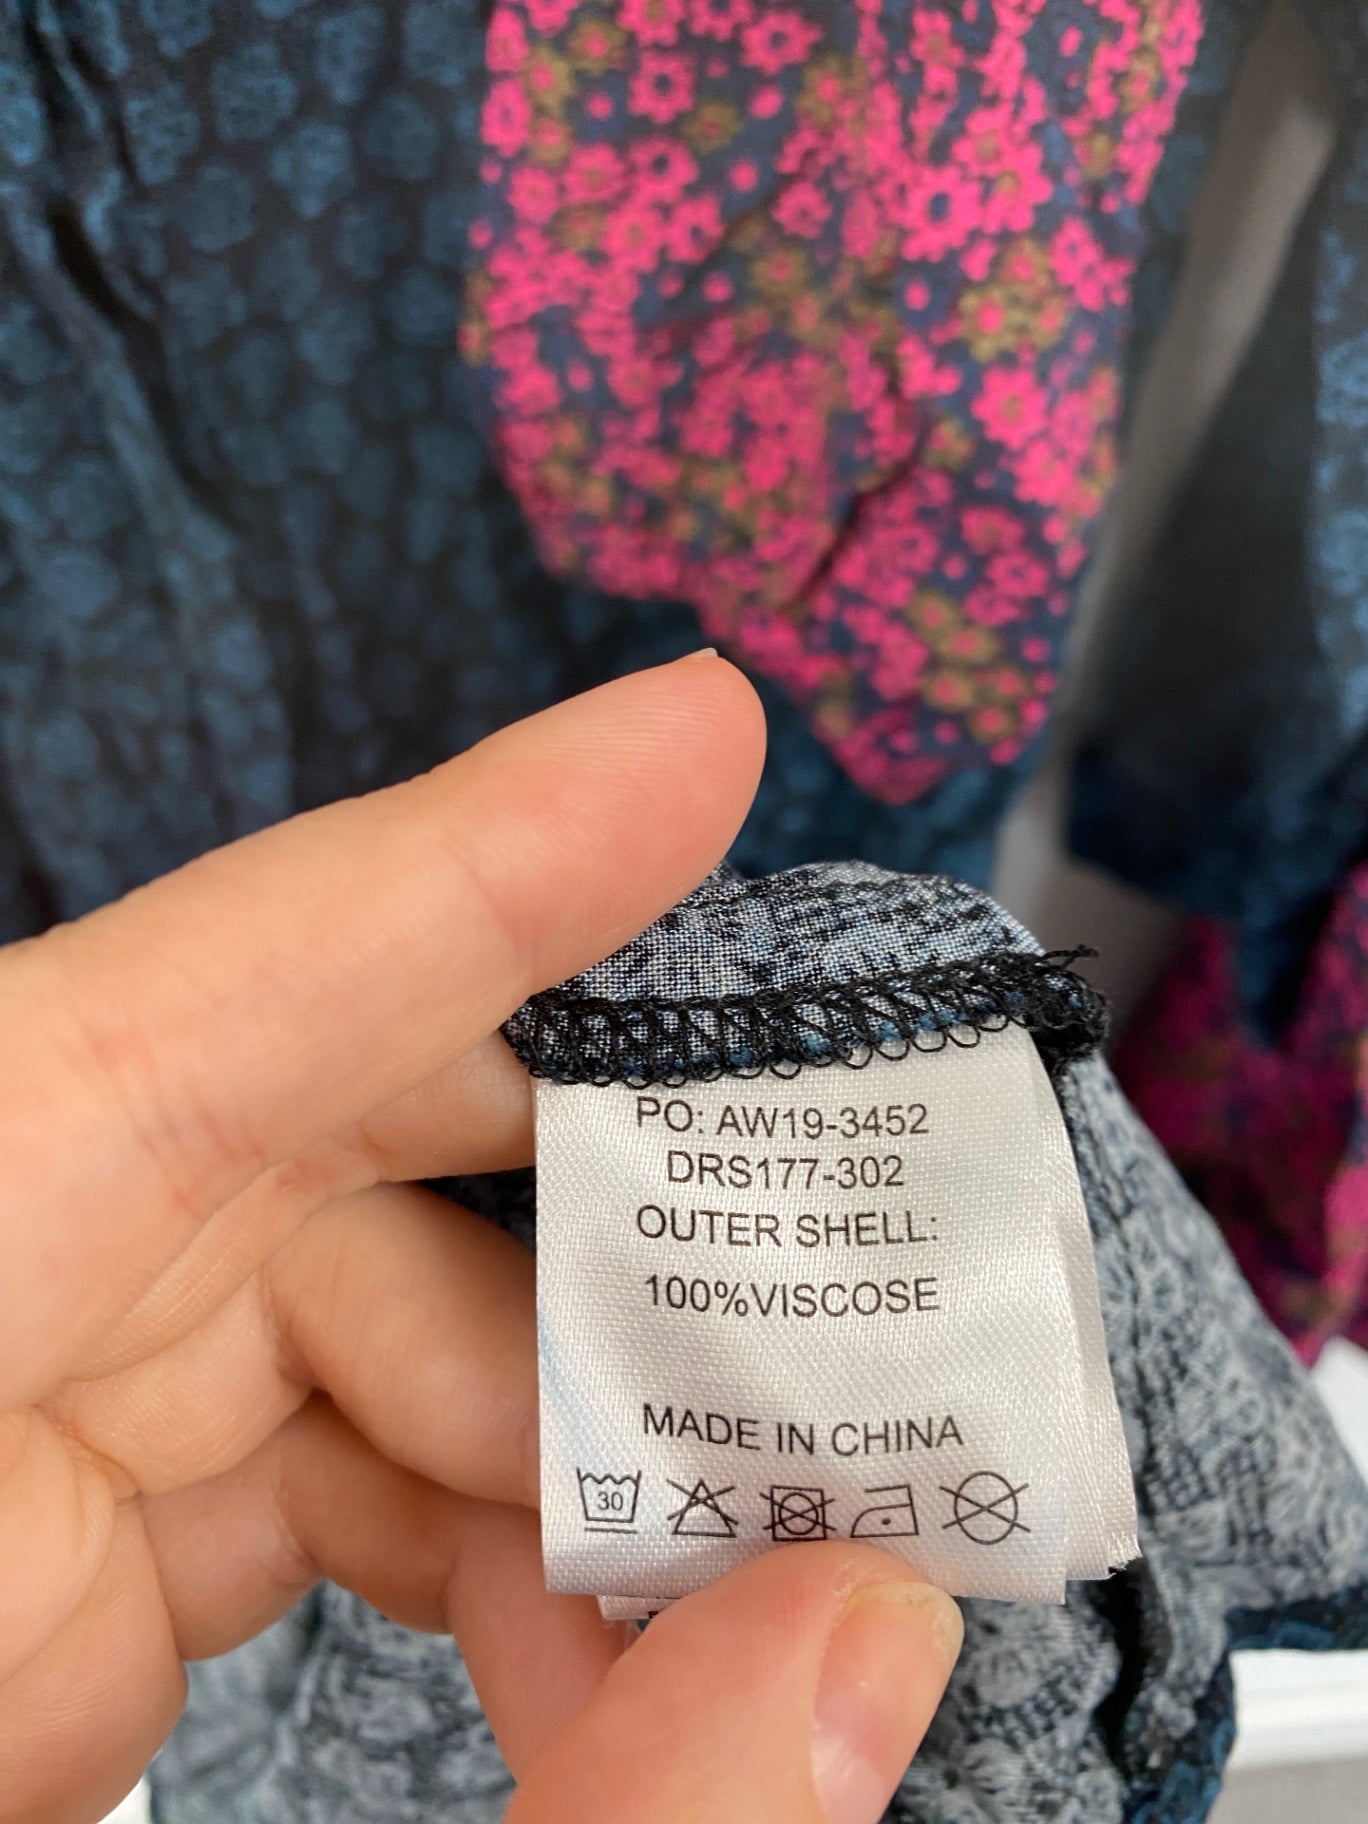 PO: AW19-3452
DRS177-302
OUTER SHELL:
100%VISCOSE
MADE IN CHINA
30